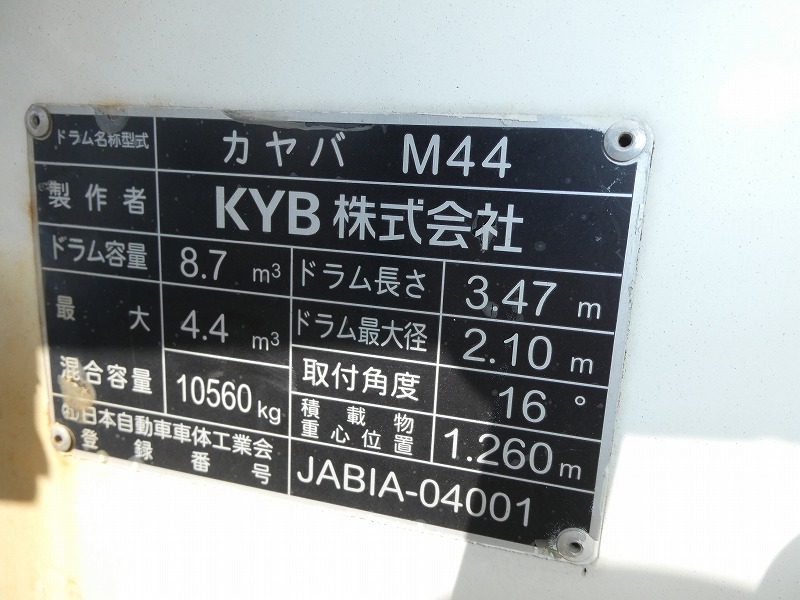 ドラム名称型式 カヤバ M44
製作者 KYB株式会社
ドラム容量 8.7 m³ ドラム長さ 3.47 m
最大混合容量 4.4 m³ ドラム最大径 2.10 m
10560kg 取付角度 16°
積載物重心位置 1.260m
㈳日本自動車車体工業会
登録番号 JABIA-04001